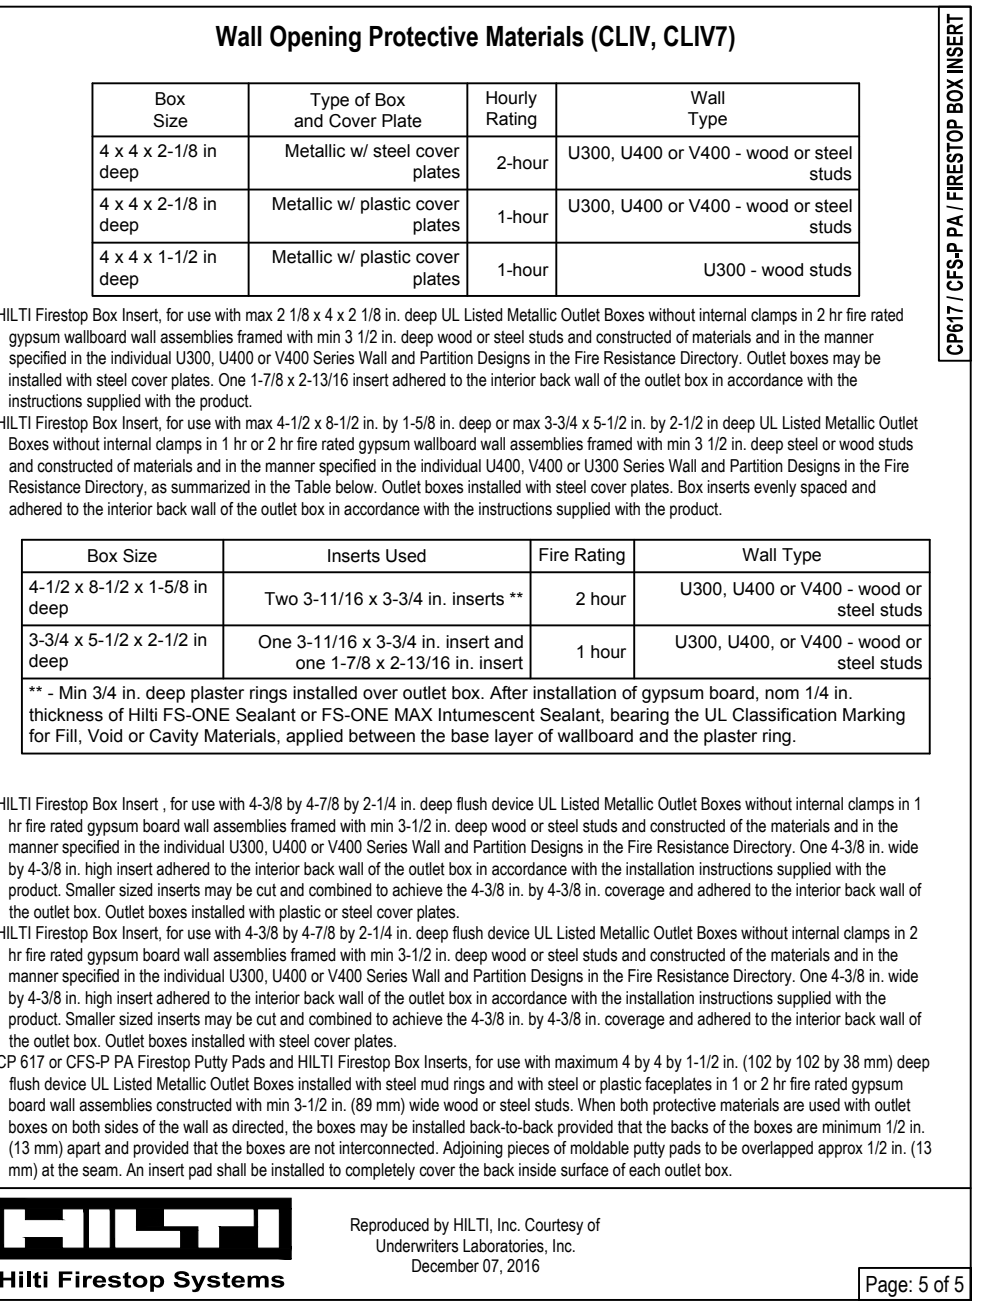 Wall Opening Protective Materials (CLIV, CLIV7)
CP617 / CFS-P PA / FIRESTOP BOX INSERT
Box Size
Type of Box and Cover Plate
Hourly Rating
Wall Type
4 x 4 x 2-1/8 in deep
Metallic w/ steel cover plates
2-hour
U300, U400 or V400 - wood or steel studs
4 x 4 x 2-1/8 in deep
Metallic w/ plastic cover plates
1-hour
U300, U400 or V400 - wood or steel studs
4 x 4 x 1-1/2 in deep
Metallic w/ plastic cover plates
1-hour
U300 - wood studs
HILTI Firestop Box Insert, for use with max 2 1/8 x 4 x 2 1/8 in. deep UL Listed Metallic Outlet Boxes without internal clamps in 2 hr fire rated
gypsum wallboard wall assemblies framed with min 3 1/2 in. deep wood or steel studs and constructed of materials and in the manner
specified in the individual U300, U400 or V400 Series Wall and Partition Designs in the Fire Resistance Directory. Outlet boxes may be
installed with steel cover plates. One 1-7/8 x 2-13/16 insert adhered to the interior back wall of the outlet box in accordance with the
instructions supplied with the product.
HILTI Firestop Box Insert, for use with max 4-1/2 x 8-1/2 in. by 1-5/8 in. deep or max 3-3/4 x 5-1/2 in. by 2-1/2 in deep UL Listed Metallic Outlet
Boxes without internal clamps in 1 hr or 2 hr fire rated gypsum wallboard wall assemblies framed with min 3 1/2 in. deep steel or wood studs
and constructed of materials and in the manner specified in the individual U400, V400 or U300 Series Wall and Partition Designs in the Fire
Resistance Directory, as summarized in the Table below. Outlet boxes installed with steel cover plates. Box inserts evenly spaced and
adhered to the interior back wall of the outlet box in accordance with the instructions supplied with the product.
Box Size
Inserts Used
Fire Rating
Wall Type
4-1/2 x 8-1/2 x 1-5/8 in deep
Two 3-11/16 x 3-3/4 in. inserts **
2 hour
U300, U400 or V400 - wood or steel studs
3-3/4 x 5-1/2 x 2-1/2 in deep
One 3-11/16 x 3-3/4 in. insert and one 1-7/8 x 2-13/16 in. insert
1 hour
U300, U400, or V400 - wood or steel studs
** - Min 3/4 in. deep plaster rings installed over outlet box. After installation of gypsum board, nom 1/4 in.
thickness of Hilti FS-ONE Sealant or FS-ONE MAX Intumescent Sealant, bearing the UL Classification Marking
for Fill, Void or Cavity Materials, applied between the base layer of wallboard and the plaster ring.
HILTI Firestop Box Insert , for use with 4-3/8 by 4-7/8 by 2-1/4 in. deep flush device UL Listed Metallic Outlet Boxes without internal clamps in 1
hr fire rated gypsum board wall assemblies framed with min 3-1/2 in. deep wood or steel studs and constructed of the materials and in the
manner specified in the individual U300, U400 or V400 Series Wall and Partition Designs in the Fire Resistance Directory. One 4-3/8 in. wide
by 4-3/8 in. high insert adhered to the interior back wall of the outlet box in accordance with the installation instructions supplied with the
product. Smaller sized inserts may be cut and combined to achieve the 4-3/8 in. by 4-3/8 in. coverage and adhered to the interior back wall of
the outlet box. Outlet boxes installed with plastic or steel cover plates.
HILTI Firestop Box Insert, for use with 4-3/8 by 4-7/8 by 2-1/4 in. deep flush device UL Listed Metallic Outlet Boxes without internal clamps in 2
hr fire rated gypsum board wall assemblies framed with min 3-1/2 in. deep wood or steel studs and constructed of the materials and in the
manner specified in the individual U300, U400 or V400 Series Wall and Partition Designs in the Fire Resistance Directory. One 4-3/8 in. wide
by 4-3/8 in. high insert adhered to the interior back wall of the outlet box in accordance with the installation instructions supplied with the
product. Smaller sized inserts may be cut and combined to achieve the 4-3/8 in. by 4-3/8 in. coverage and adhered to the interior back wall of
the outlet box. Outlet boxes installed with steel cover plates.
CP 617 or CFS-P PA Firestop Putty Pads and HILTI Firestop Box Inserts, for use with maximum 4 by 4 by 1-1/2 in. (102 by 102 by 38 mm) deep
flush device UL Listed Metallic Outlet Boxes installed with steel mud rings and with steel or plastic faceplates in 1 or 2 hr fire rated gypsum
board wall assemblies constructed with min 3-1/2 in. (89 mm) wide wood or steel studs. When both protective materials are used with outlet
boxes on both sides of the wall as directed, the boxes may be installed back-to-back provided that the backs of the boxes are minimum 1/2 in.
(13 mm) apart and provided that the boxes are not interconnected. Adjoining pieces of moldable putty pads to be overlapped approx 1/2 in. (13
mm) at the seam. An insert pad shall be installed to completely cover the back inside surface of each outlet box.
HILTI
Hilti Firestop Systems
Reproduced by HILTI, Inc. Courtesy of
Underwriters Laboratories, Inc.
December 07, 2016
Page: 5 of 5